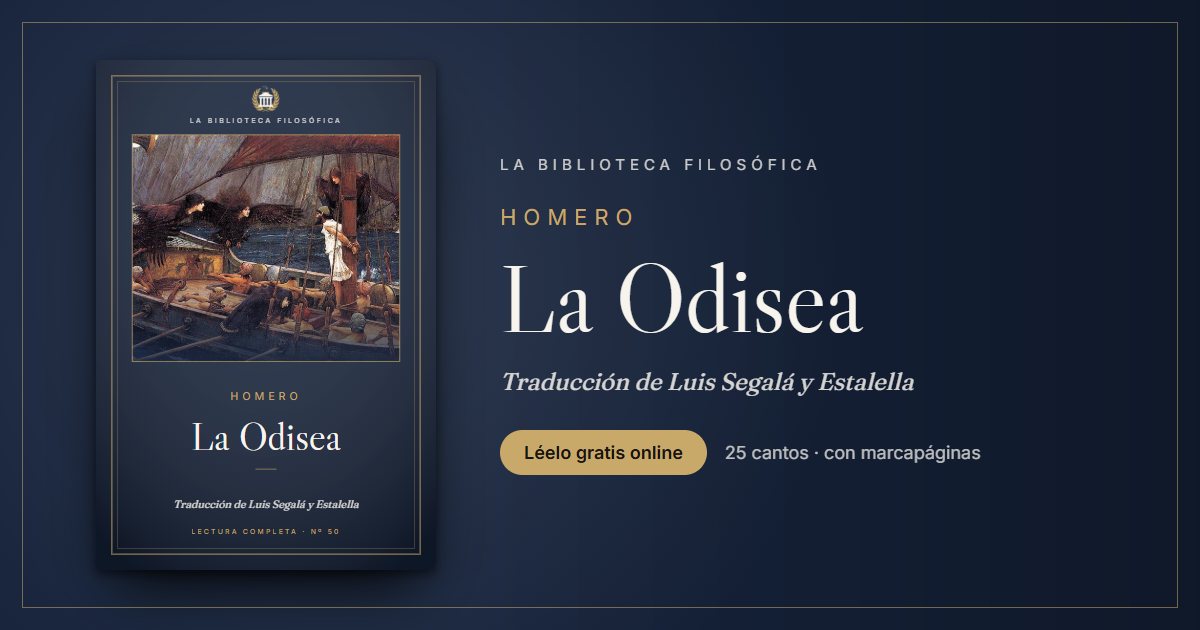 LA BIBLIOTECA FILOSÓFICA
HOMERO
La Odisea
Traducción de Luis Segalá y Estalella
LECTURA COMPLETA · Nº 50
LA BIBLIOTECA FILOSÓFICA
HOMERO
La Odisea
Traducción de Luis Segalá y Estalella
Léelo gratis online
25 cantos · con marcapáginas